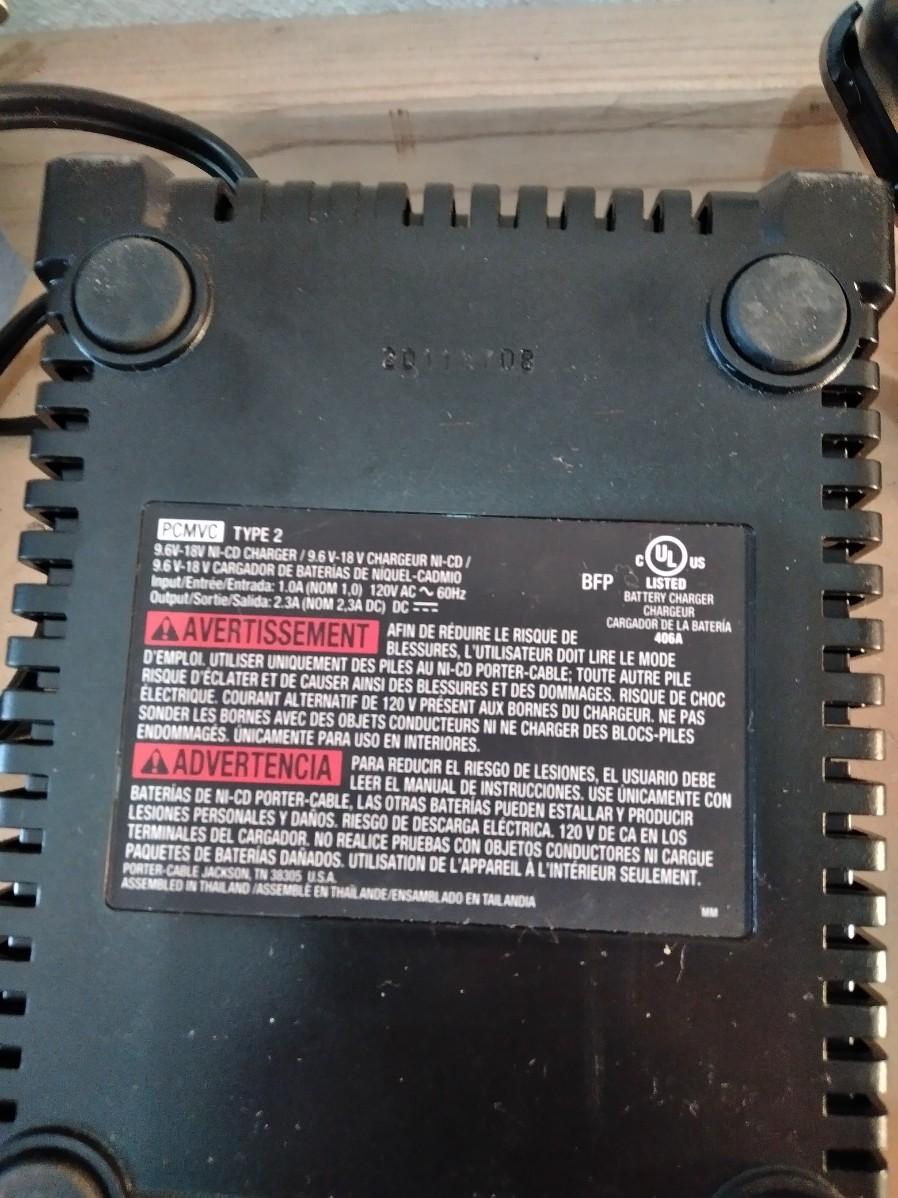 PCMVC TYPE 2
9.6V-18V NI-CD CHARGER / 9.6 V-18 V CHARGEUR NI-CD /
9.6 V-18 V CARGADOR DE BATERÍAS DE NÍQUEL-CADMIO
Input/Entrée/Entrada: 1.0A (NOM 1,0) 120V AC ~ 60Hz
Output/Sortie/Salida: 2.3A (NOM 2,3A DC) DC ⎓
BFP
C UL US
LISTED
BATTERY CHARGER
CHARGEUR
CARGADOR DE LA BATERÍA
406A
⚠ AVERTISSEMENT AFIN DE RÉDUIRE LE RISQUE DE
BLESSURES, L'UTILISATEUR DOIT LIRE LE MODE
D'EMPLOI. UTILISER UNIQUEMENT DES PILES AU NI-CD PORTER-CABLE; TOUTE AUTRE PILE
RISQUE D'ÉCLATER ET DE CAUSER AINSI DES BLESSURES ET DES DOMMAGES. RISQUE DE CHOC
ÉLECTRIQUE. COURANT ALTERNATIF DE 120 V PRÉSENT AUX BORNES DU CHARGEUR. NE PAS
SONDER LES BORNES AVEC DES OBJETS CONDUCTEURS NI NE CHARGER DES BLOCS-PILES
ENDOMMAGÉS. ÚNICAMENTE PARA USO EN INTERIORES.
⚠ ADVERTENCIA PARA REDUCIR EL RIESGO DE LESIONES, EL USUARIO DEBE
LEER EL MANUAL DE INSTRUCCIONES. USE ÚNICAMENTE CON
BATERÍAS DE NI-CD PORTER-CABLE, LAS OTRAS BATERÍAS PUEDEN ESTALLAR Y PRODUCIR
LESIONES PERSONALES Y DAÑOS. RIESGO DE DESCARGA ELÉCTRICA. 120 V DE CA EN LOS
TERMINALES DEL CARGADOR. NO REALICE PRUEBAS CON OBJETOS CONDUCTORES NI CARGUE
PAQUETES DE BATERÍAS DAÑADOS. UTILISATION DE L'APPAREIL À L'INTÉRIEUR SEULEMENT.
PORTER-CABLE JACKSON, TN 38305 U.S.A.
ASSEMBLED IN THAILAND /ASSEMBLÉ EN THAÏLANDE/ENSAMBLADO EN TAILANDIA
MM